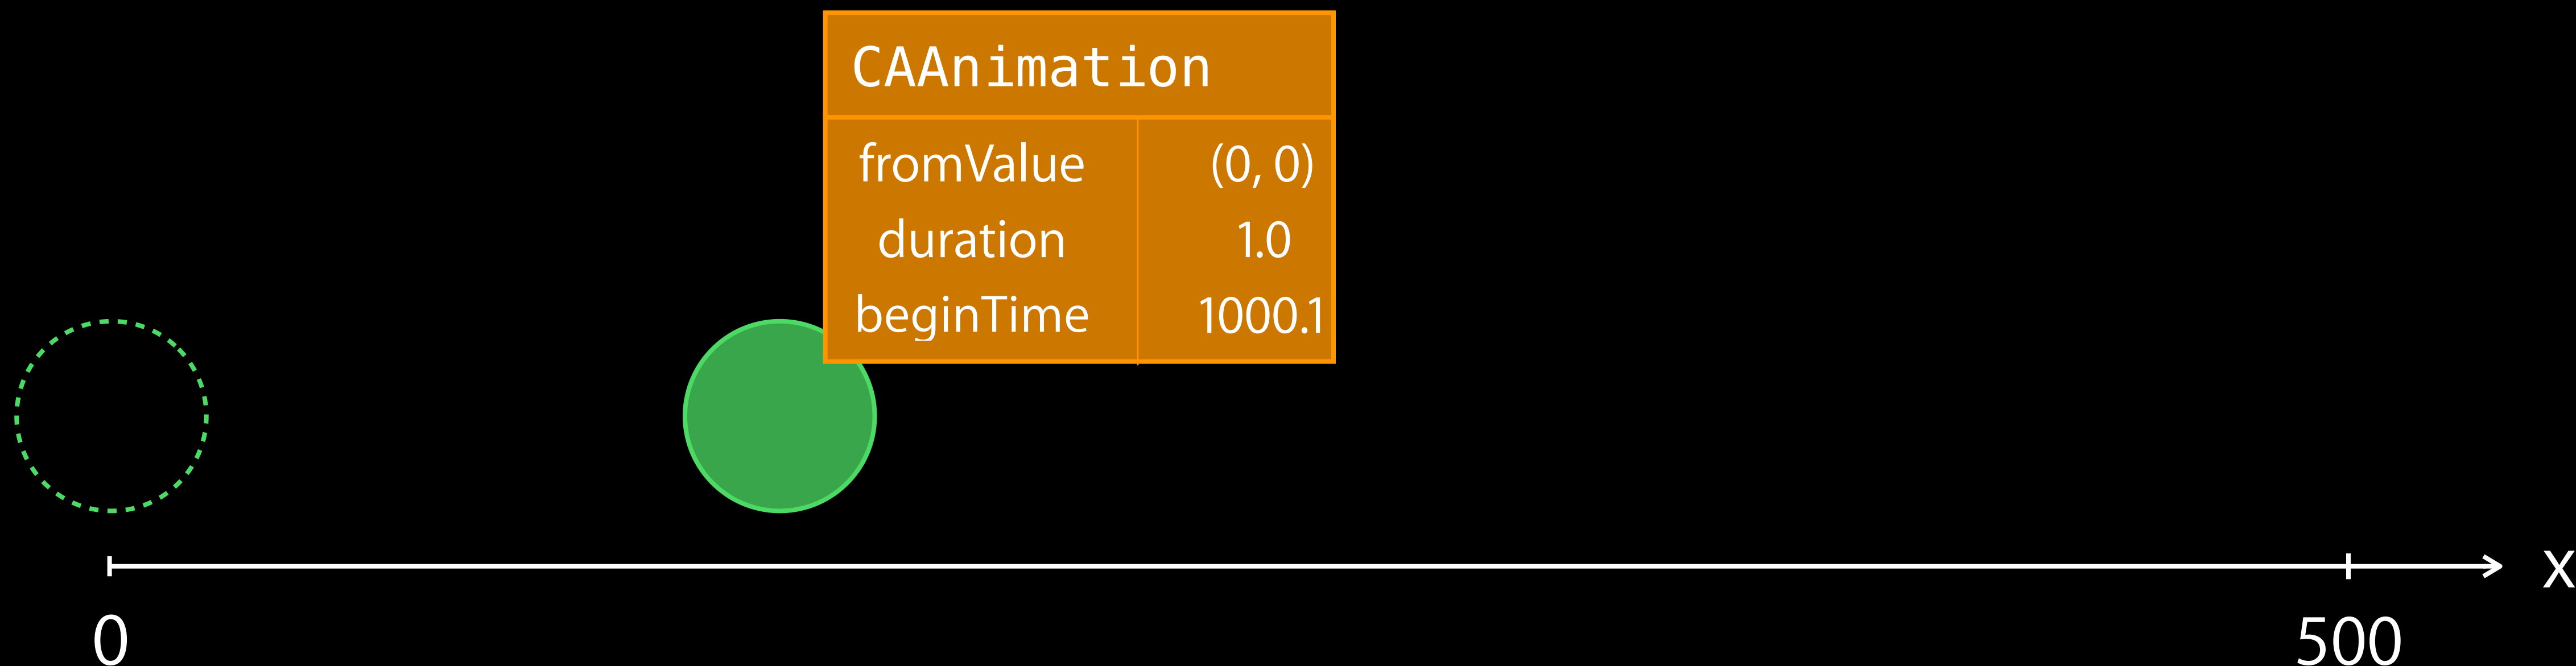 CAAnimation
fromValue (0, 0)
duration 1.0
beginTime 1000.1
x
0 500